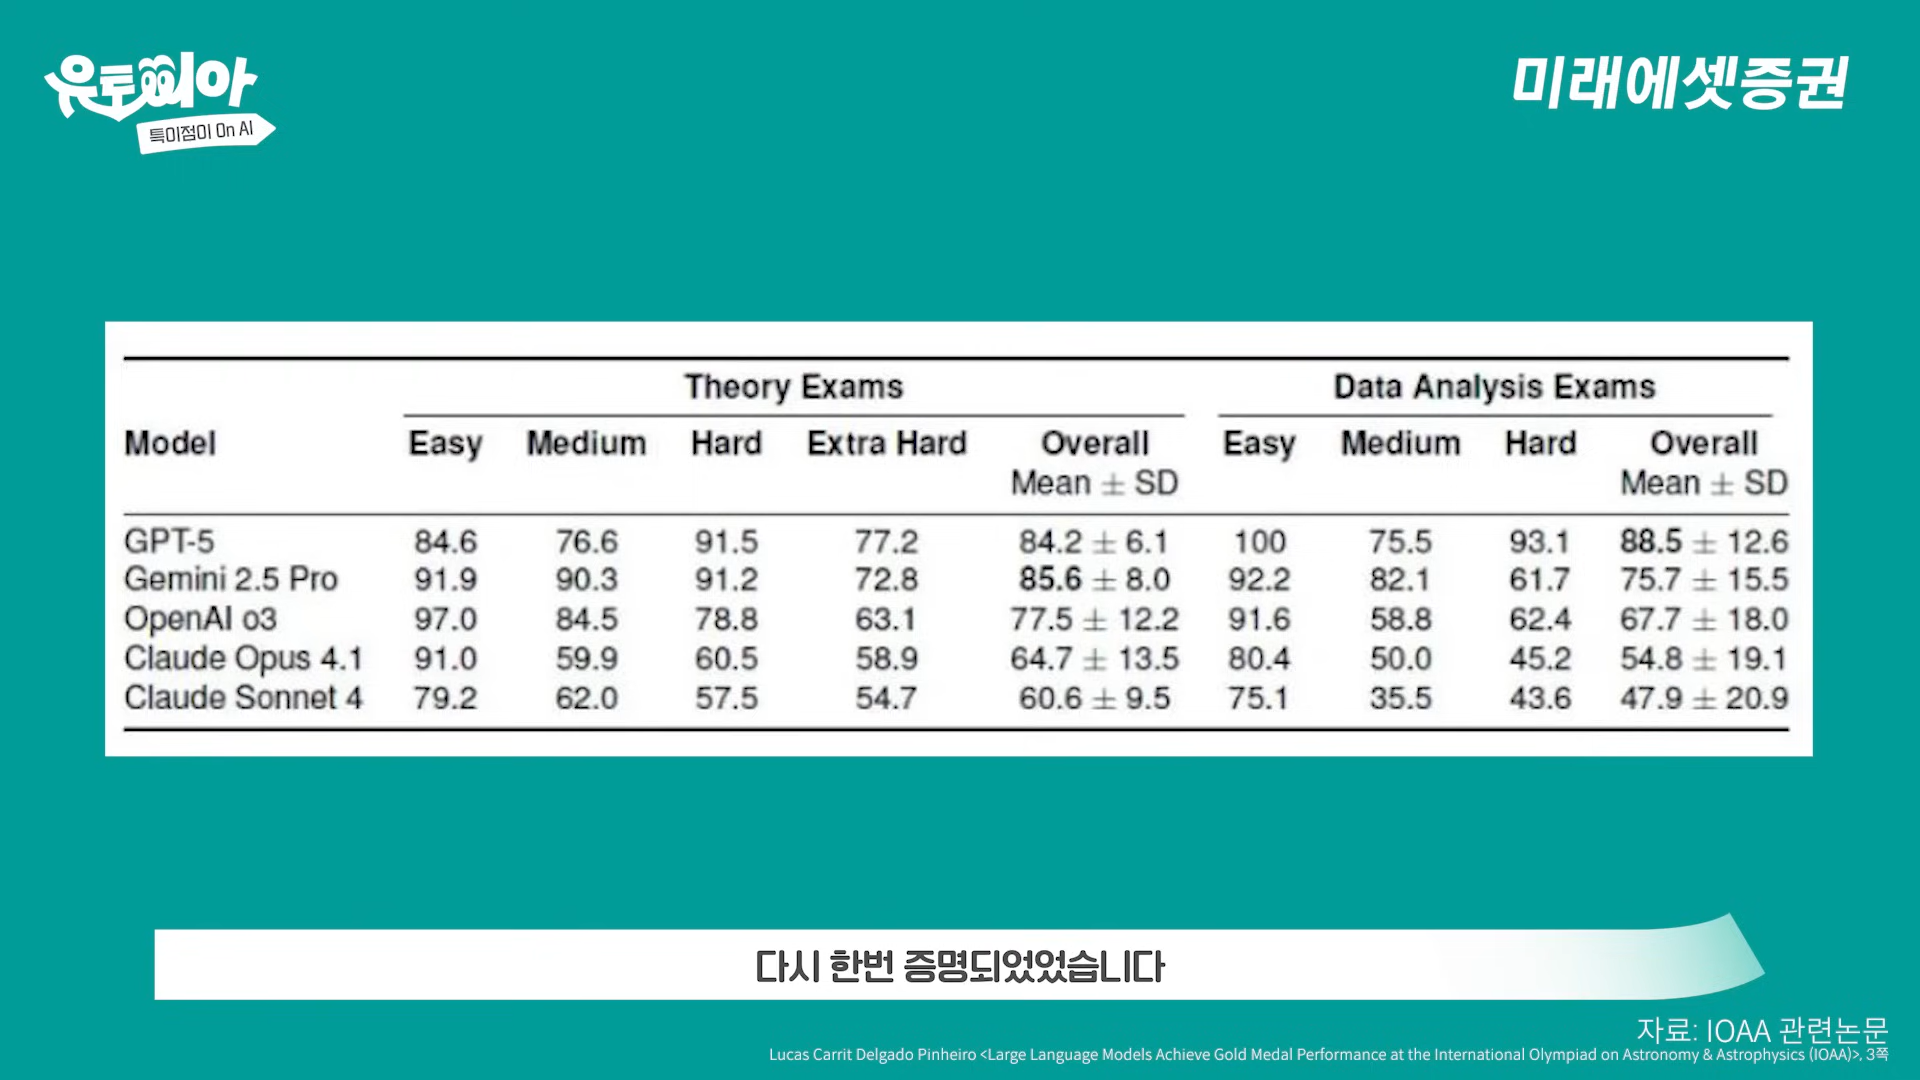 유토피아
특이점이 On AI
미래에셋증권
Theory Exams Data Analysis Exams
Model Easy Medium Hard Extra Hard Overall Easy Medium Hard Overall
Mean ± SD Mean ± SD
GPT-5 84.6 76.6 91.5 77.2 84.2 ± 6.1 100 75.5 93.1 88.5 ± 12.6
Gemini 2.5 Pro 91.9 90.3 91.2 72.8 85.6 ± 8.0 92.2 82.1 61.7 75.7 ± 15.5
OpenAI o3 97.0 84.5 78.8 63.1 77.5 ± 12.2 91.6 58.8 62.4 67.7 ± 18.0
Claude Opus 4.1 91.0 59.9 60.5 58.9 64.7 ± 13.5 80.4 50.0 45.2 54.8 ± 19.1
Claude Sonnet 4 79.2 62.0 57.5 54.7 60.6 ± 9.5 75.1 35.5 43.6 47.9 ± 20.9
다시 한번 증명되었었습니다
자료: IOAA 관련논문
Lucas Carrit Delgado Pinheiro <Large Language Models Achieve Gold Medal Performance at the International Olympiad on Astronomy & Astrophysics (IOAA)>, 3쪽